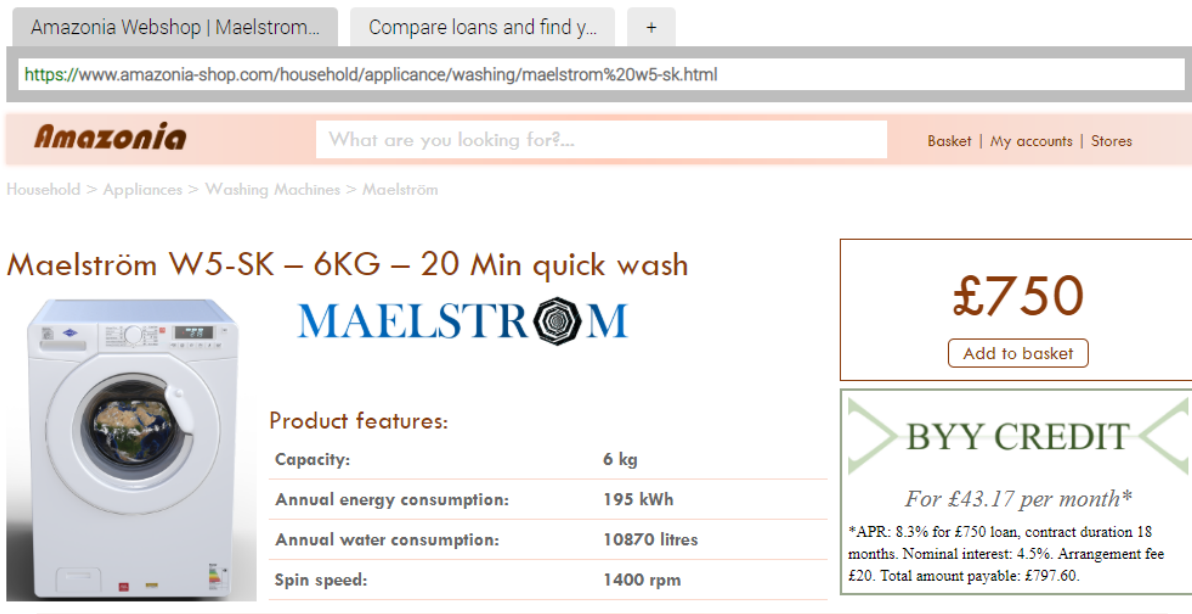 Amazonia Webshop | Maelstrom...
Compare loans and find y...
+
https://www.amazonia-shop.com/household/applicance/washing/maelstrom%20w5-sk.html
Amazonia
What are you looking for?...
Basket | My accounts | Stores
Household > Appliances > Washing Machines > Maelström
Maelström W5-SK – 6KG – 20 Min quick wash
MAELSTROM
Product features:
Capacity: 6 kg
Annual energy consumption: 195 kWh
Annual water consumption: 10870 litres
Spin speed: 1400 rpm
£750
Add to basket
BYY CREDIT
For £43.17 per month*
*APR: 8.3% for £750 loan, contract duration 18
months. Nominal interest: 4.5%. Arrangement fee
£20. Total amount payable: £797.60.